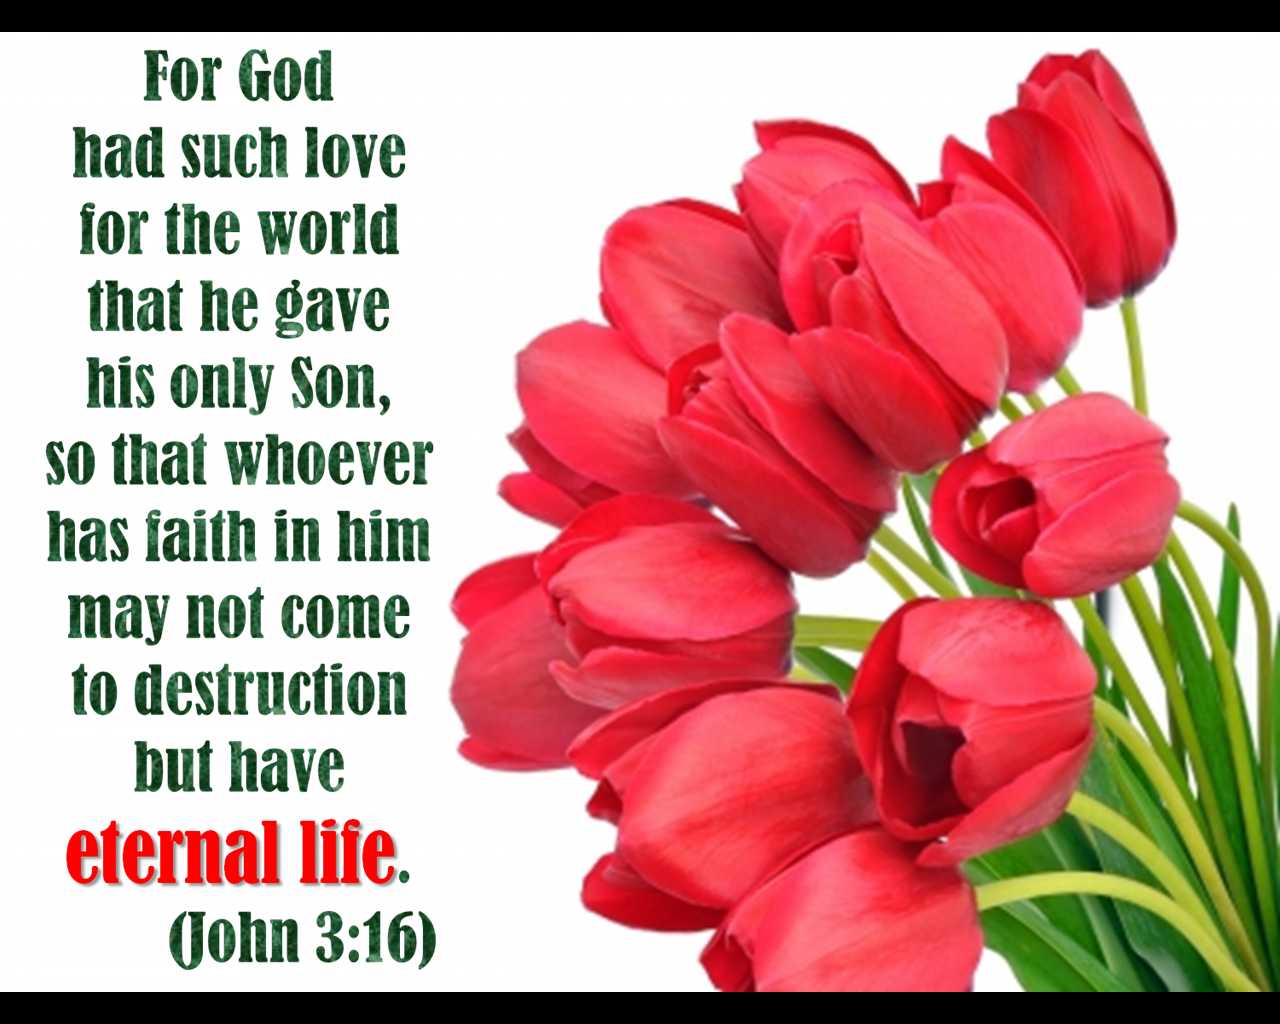 For God
had such love
for the world
that he gave
his only Son,
so that whoever
has faith in him
may not come
to destruction
but have
eternal life.
(John 3:16)